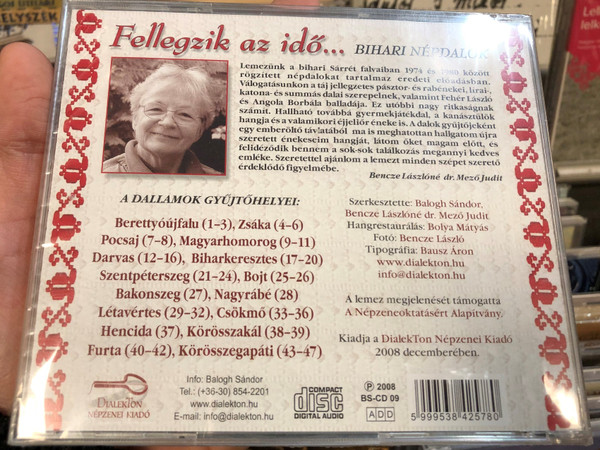 Fellegzik az idő... BIHARI NÉPDALOK
Lemezünk a bihari Sárrét falvaiban 1974 és 1980 között
rögzített népdalokat tartalmaz eredeti előadásban.
Válogatásunkon a táj jellegzetes pásztor- és rabénekei, lírai-,
katona- és summás dalai szerepelnek, valamint Fehér László
és Angola Borbála balladája. Ez utóbbi nagy ritkaságnak
számít. Hallható továbbá gyermekjátékdal, a kanásztülök
hangja és a valamikori éjjeliőr éneke is. A dalok gyűjtőjeként
egy emberöltő távlatából ma is meghatottan hallgatom újra
szeretett énekeseim hangját, látom őket magam előtt, és
felidéződik bennem a sok-sok találkozás megannyi kedves
emléke. Szeretettel ajánlom a lemezt minden szépet szerető
érdeklődő figyelmébe.
Bencze Lászlóné dr. Mező Judit
A DALLAMOK GYŰJTŐHELYEI:
Berettyóújfalu (1–3), Zsáka (4–6)
Pocsaj (7–8), Magyarhomorog (9–11)
Darvas (12–16), Biharkeresztes (17–20)
Szentpéterszeg (21–24), Bojt (25–26)
Bakonszeg (27), Nagyrábé (28)
Létavértes (29–32), Csökmő (33–36)
Hencida (37), Körösszakál (38–39)
Furta (40–42), Körösszegapáti (43–47)
Szerkesztette: Balogh Sándor,
Bencze Lászlóné dr. Mező Judit
Hangrestaurálás: Bolya Mátyás
Fotó: Bencze László
Tipográfia: Bausz Áron
www.dialekton.hu
info@dialekton.hu
A lemez megjelenését támogatta
A Népzeneoktatásért Alapítvány.
Kiadja a DialekTon Népzenei Kiadó
2008 decemberében.
DIALEKTON
NÉPZENEI KIADÓ
Info: Balogh Sándor
Tel.: (+36-30) 854-2201
www.dialekton.hu
E-mail: info@dialekton.hu
COMPACT
disc
DIGITAL AUDIO
Ⓟ 2008
BS-CD 09
ADD
5 999538 425780